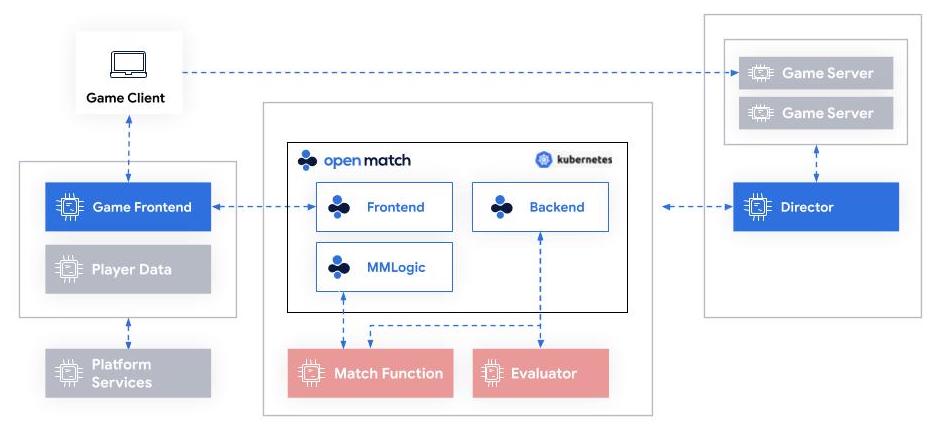 Game Client
Game Server
Game Server
open match
kubernetes
Game Frontend
Frontend
Backend
Director
Player Data
MMLogic
Platform
Services
Match Function
Evaluator